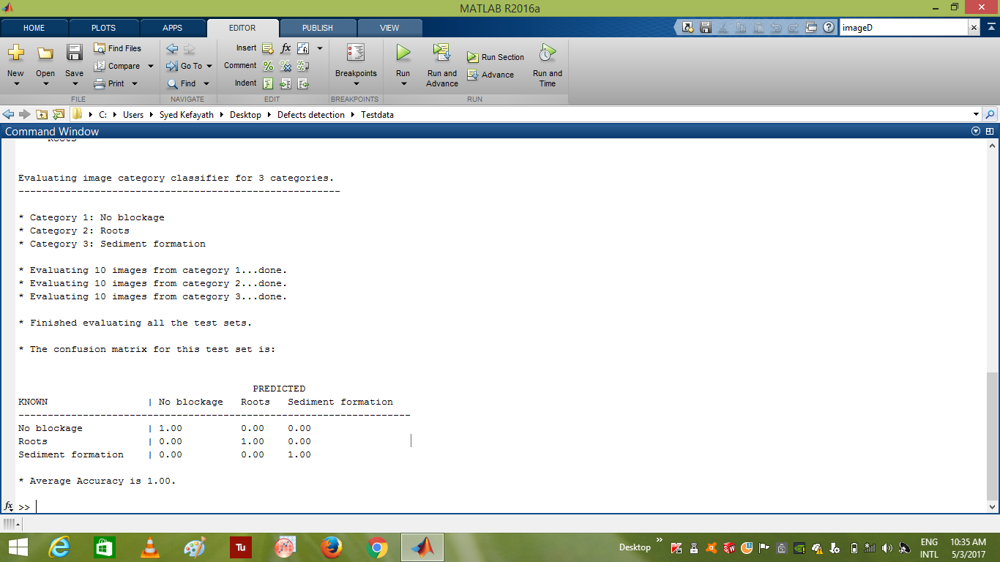 MATLAB R2016a
HOME PLOTS APPS EDITOR PUBLISH VIEW
imageD
New Open Save Find Files Compare Print
FILE
Go To Find
NAVIGATE
Insert fx
Comment
Indent
EDIT
Breakpoints
BREAKPOINTS
Run Run and Advance Run Section Advance Run and Time
RUN
C: Users Syed Kefayath Desktop Defects detection Testdata
Command Window
Roots
Evaluating image category classifier for 3 categories.
-------------------------------------------------------
* Category 1: No blockage
* Category 2: Roots
* Category 3: Sediment formation
* Evaluating 10 images from category 1...done.
* Evaluating 10 images from category 2...done.
* Evaluating 10 images from category 3...done.
* Finished evaluating all the test sets.
* The confusion matrix for this test set is:
PREDICTED
KNOWN | No blockage Roots Sediment formation
-------------------------------------------------------------------
No blockage | 1.00 0.00 0.00
Roots | 0.00 1.00 0.00
Sediment formation | 0.00 0.00 1.00
* Average Accuracy is 1.00.
fx >>
Tu
Desktop »
ENG
INTL
10:35 AM
5/3/2017